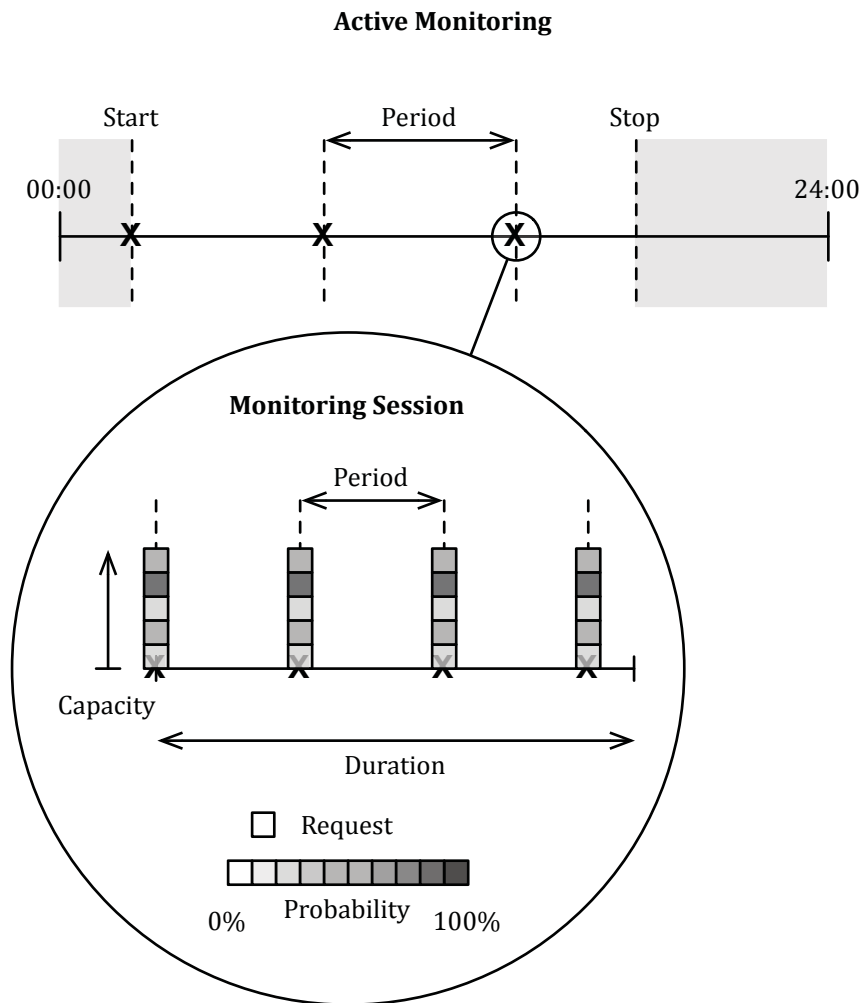 Active Monitoring
Start
Period
Stop
00:00
24:00
X X X
Monitoring Session
Period
X X X X
Capacity
Duration
Request
Probability
0%
100%